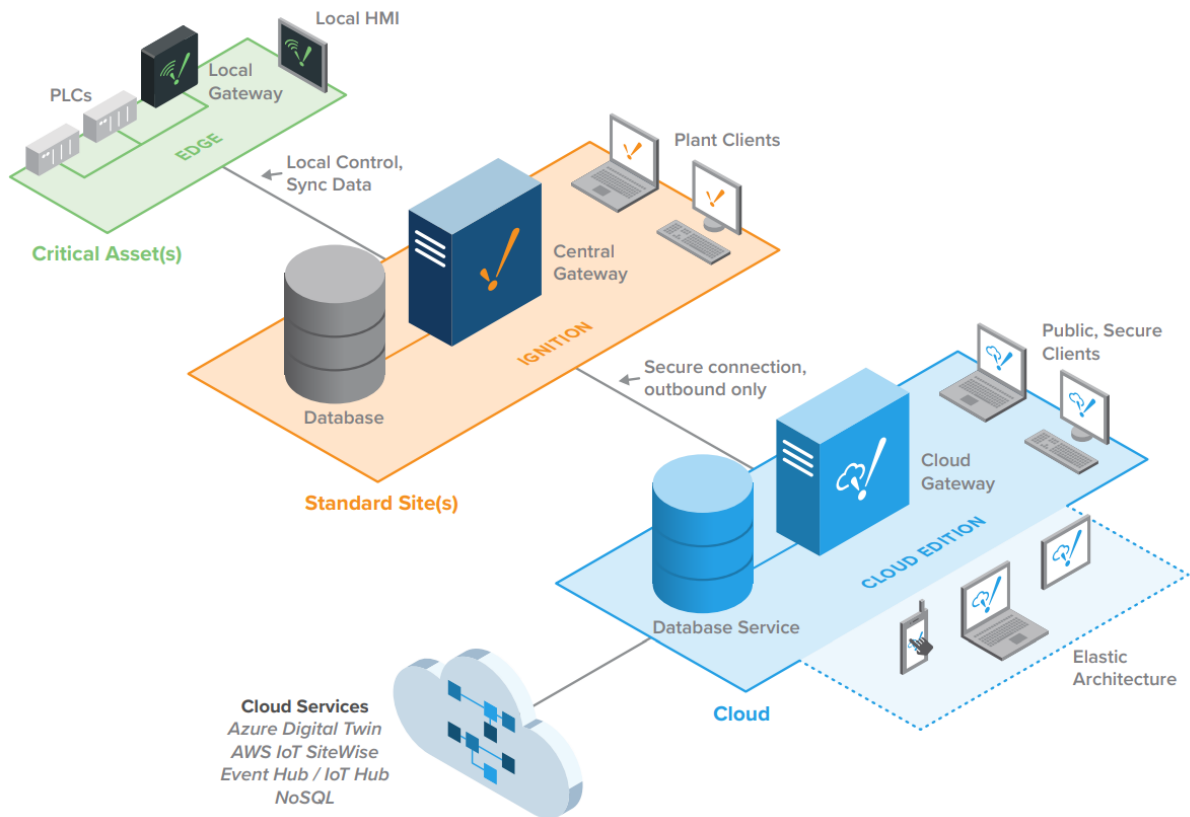 Local HMI
Local
Gateway
PLCs
EDGE
Local Control,
Sync Data
Critical Asset(s)
Plant Clients
Central
Gateway
IGNITION
Database
Standard Site(s)
Secure connection,
outbound only
Public, Secure
Clients
Cloud
Gateway
CLOUD EDITION
Database Service
Elastic
Architecture
Cloud
Cloud Services
Azure Digital Twin
AWS IoT SiteWise
Event Hub / IoT Hub
NoSQL